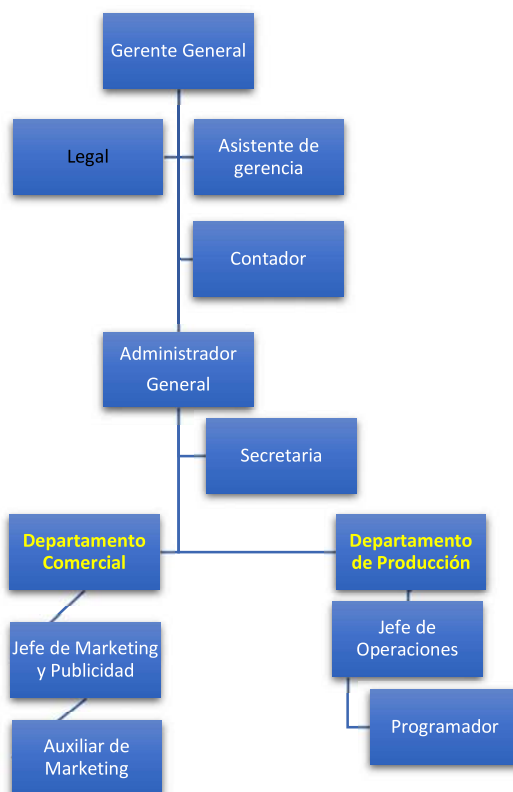 Gerente General
Legal
Asistente de
gerencia
Contador
Administrador
General
Secretaria
Departamento
Comercial
Departamento
de Producción
Jefe de Marketing
y Publicidad
Jefe de
Operaciones
Auxiliar de
Marketing
Programador